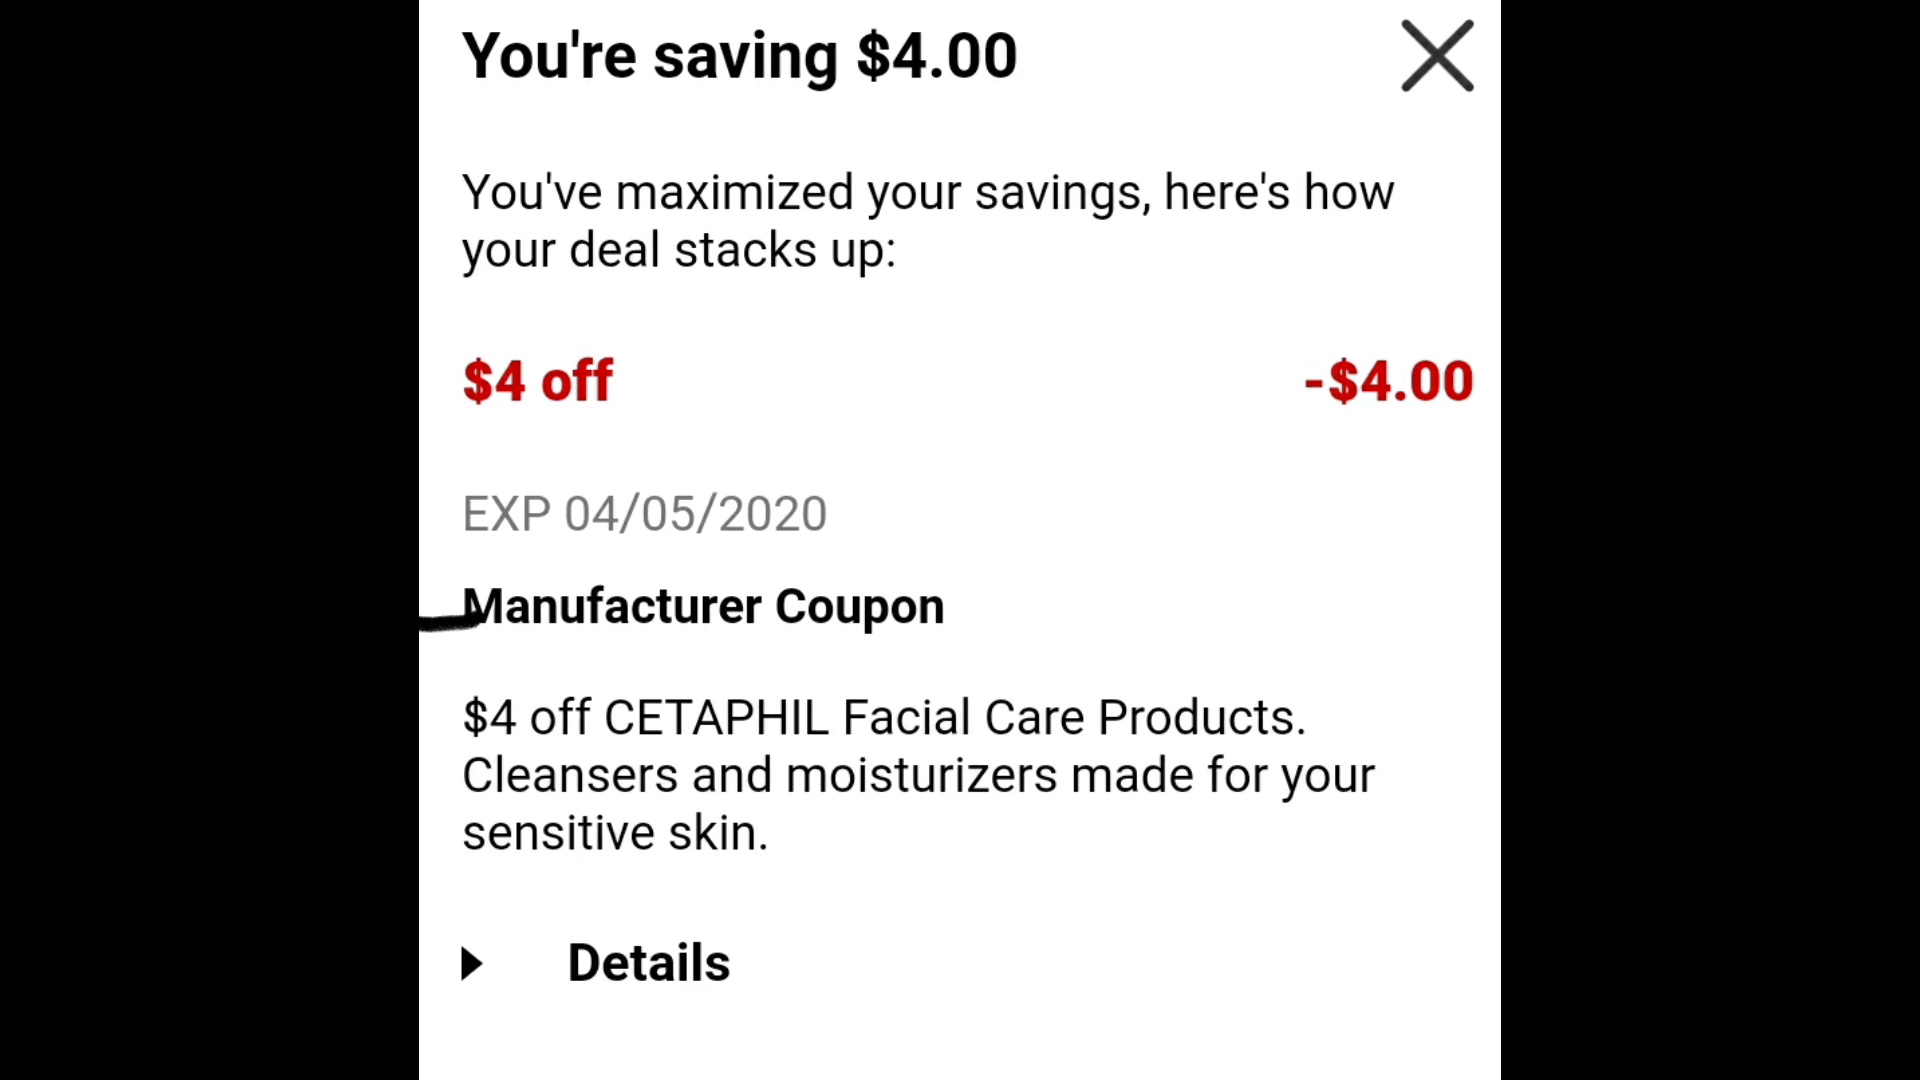 You're saving $4.00
You've maximized your savings, here's how
your deal stacks up:
$4 off -$4.00
EXP 04/05/2020
Manufacturer Coupon
$4 off CETAPHIL Facial Care Products.
Cleansers and moisturizers made for your
sensitive skin.
Details